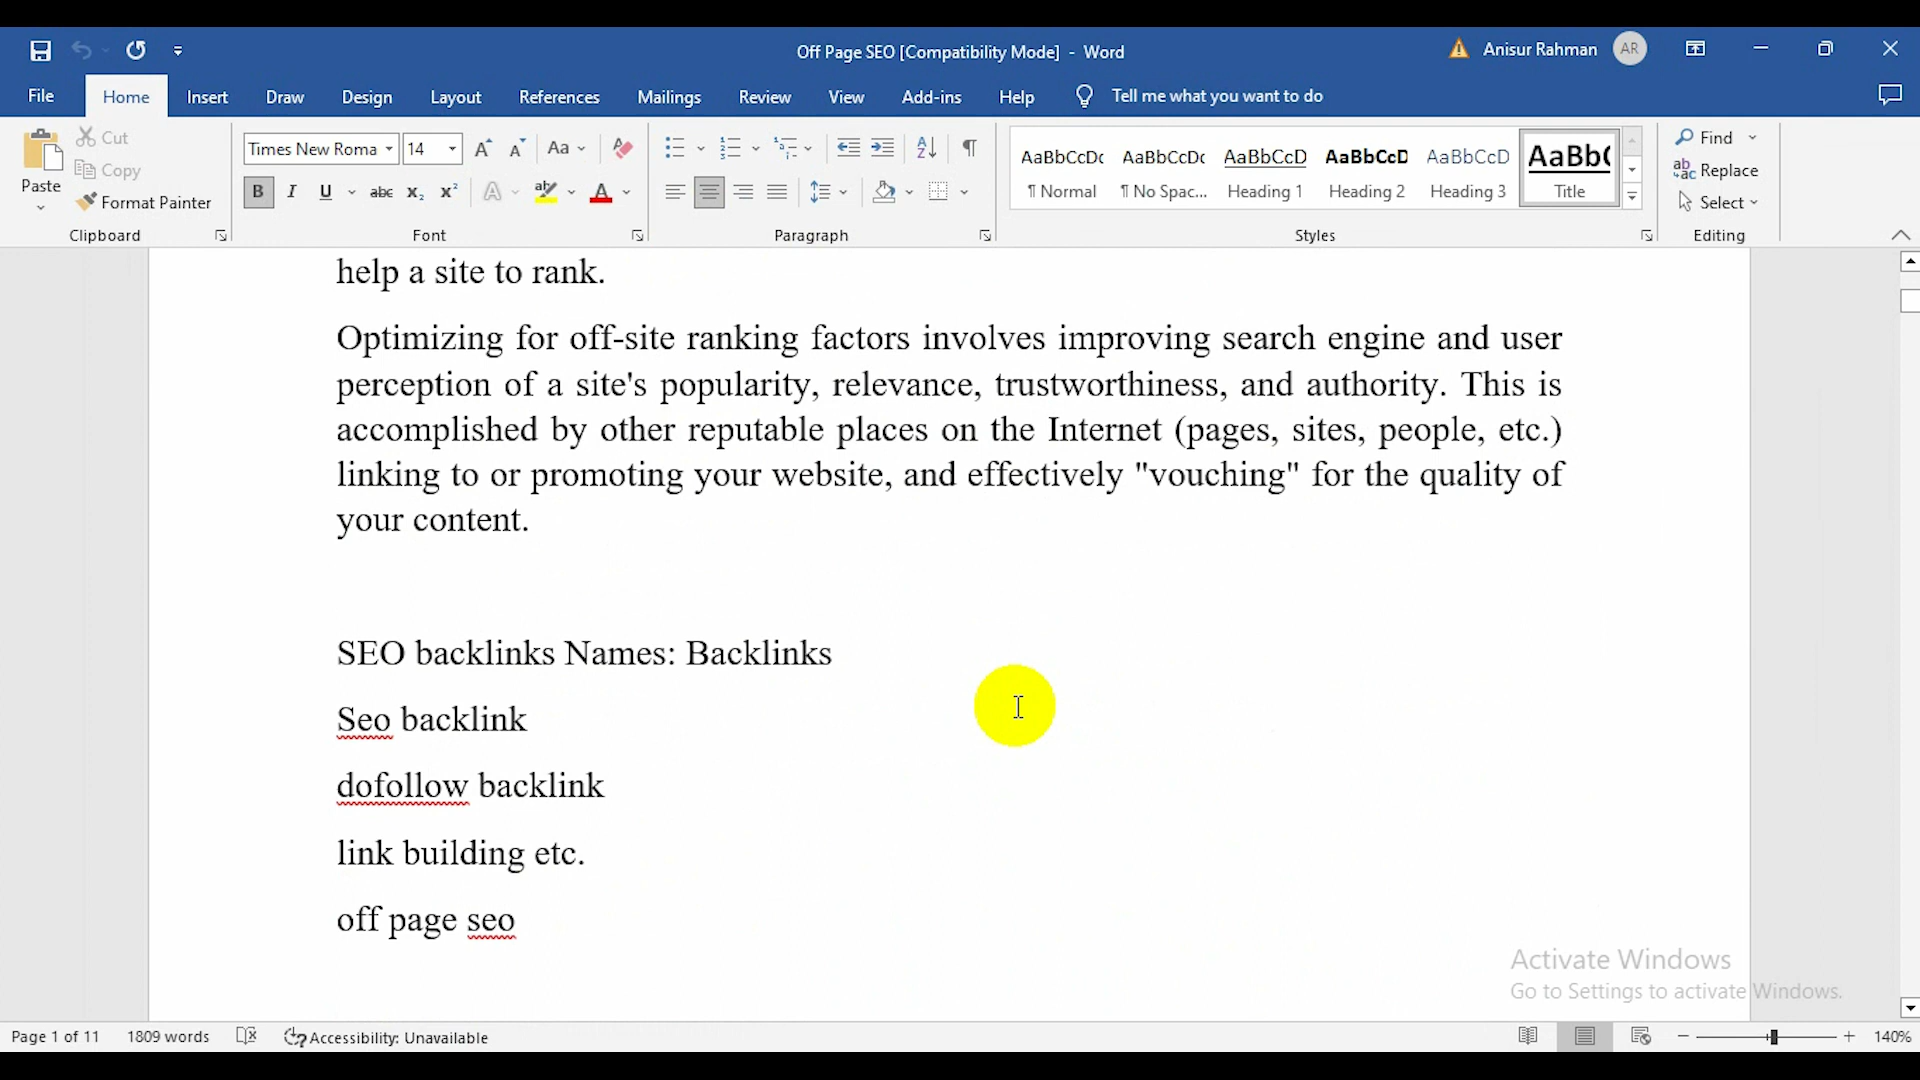 Off Page SEO [Compatibility Mode] - Word
Anisur Rahman AR
File Home Insert Draw Design Layout References Mailings Review View Add-ins Help Tell me what you want to do
Paste
Cut
Copy
Format Painter
Clipboard
Times New Roma 14
Aa
B I U abc x₂ x² A ab A
Font
A Z ¶
Paragraph
AaBbCcDc AaBbCcDc AaBbCcD AaBbCcD AaBbCcD AaBb(
¶ Normal ¶ No Spac... Heading 1 Heading 2 Heading 3 Title
Styles
Find
Replace
Select
Editing
help a site to rank.
Optimizing for off-site ranking factors involves improving search engine and user
perception of a site's popularity, relevance, trustworthiness, and authority. This is
accomplished by other reputable places on the Internet (pages, sites, people, etc.)
linking to or promoting your website, and effectively "vouching" for the quality of
your content.
SEO backlinks Names: Backlinks
Seo backlink
dofollow backlink
link building etc.
off page seo
Activate Windows
Go to Settings to activate Windows.
Page 1 of 11 1809 words Accessibility: Unavailable 140%